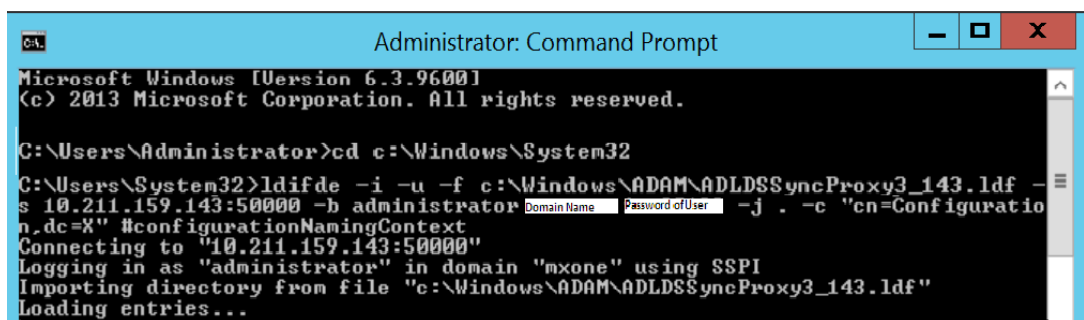 Administrator: Command Prompt
Microsoft Windows [Version 6.3.9600]
(c) 2013 Microsoft Corporation. All rights reserved.
C:\Users\Administrator>cd c:\Windows\System32
C:\Users\System32>ldifde -i -u -f c:\Windows\ADAM\ADLDSSyncProxy3_143.ldf -
s 10.211.159.143:50000 -b administrator Domain Name Password of User -j . -c "cn=Configuratio
n,dc=X" #configurationNamingContext
Connecting to "10.211.159.143:50000"
Logging in as "administrator" in domain "mxone" using SSPI
Importing directory from file "c:\Windows\ADAM\ADLDSSyncProxy3_143.ldf"
Loading entries...